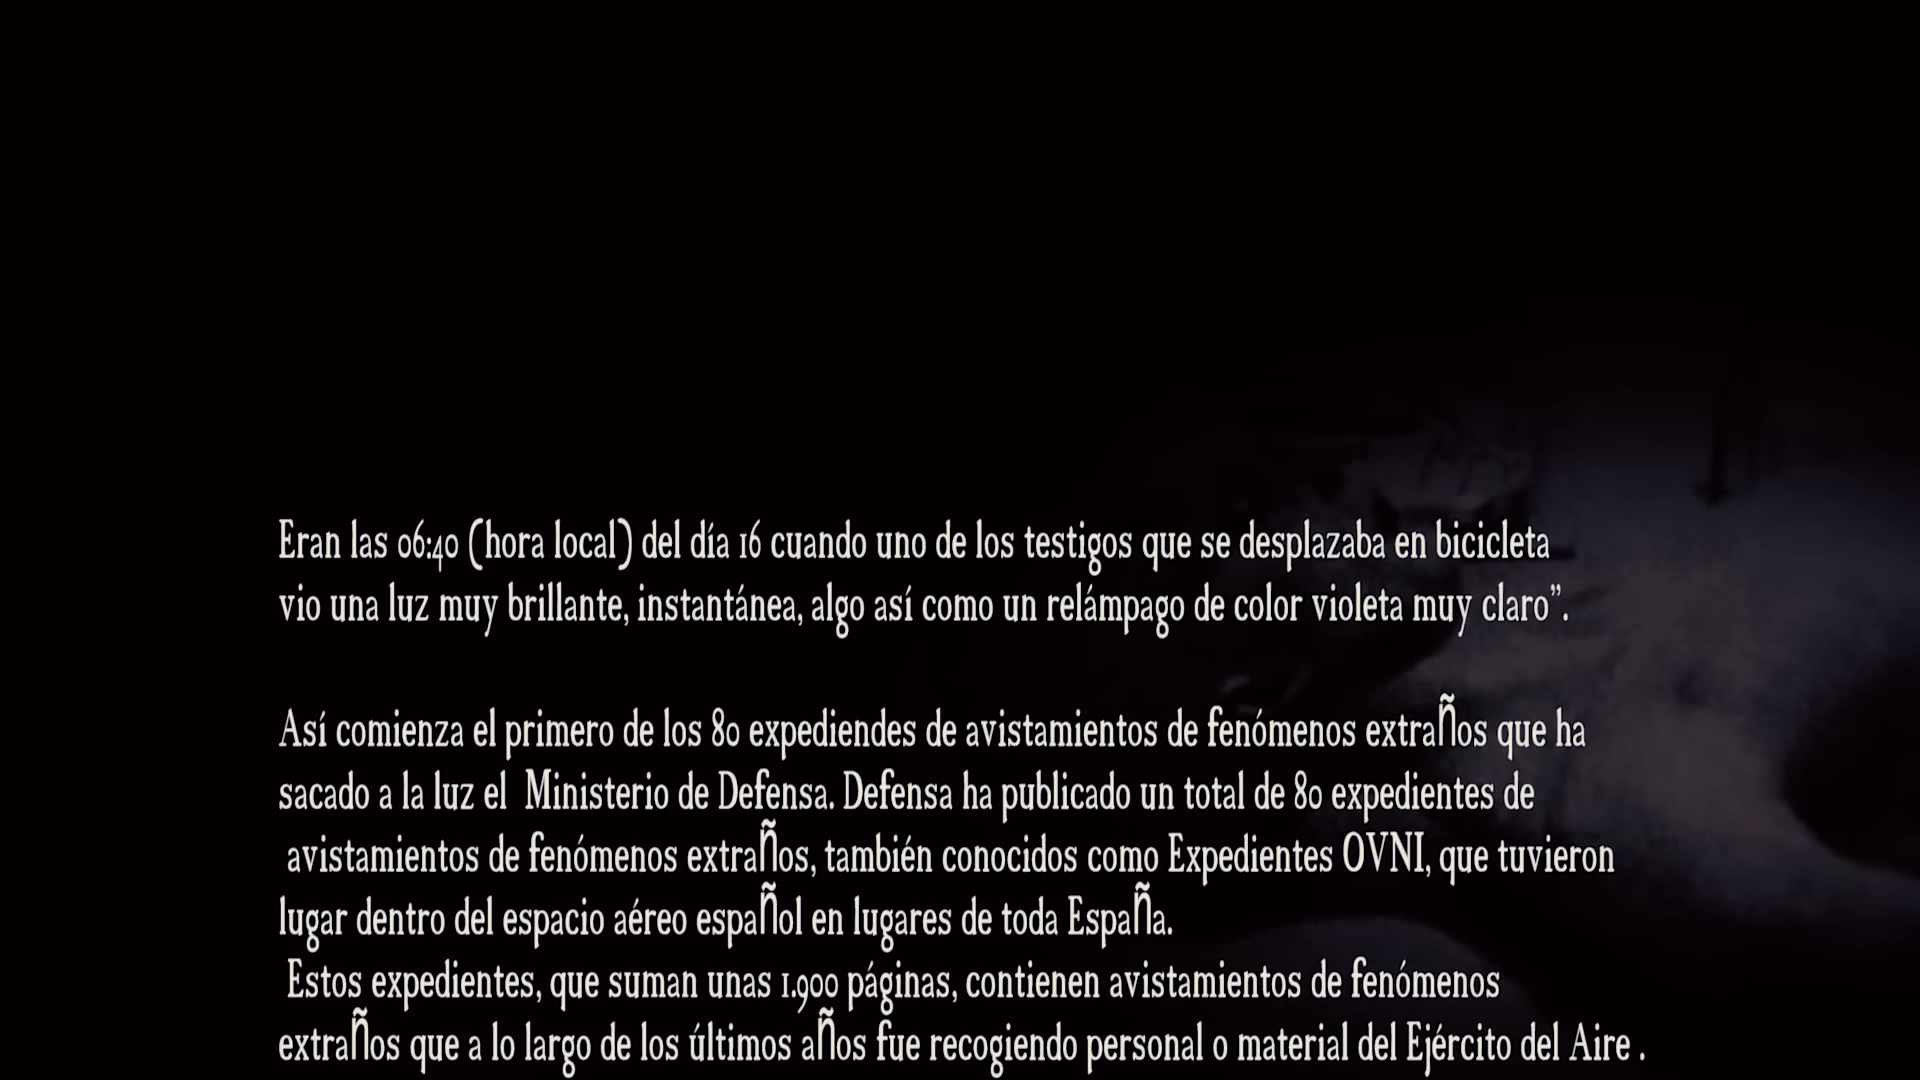 Eran las 06:40 (hora local) del día 16 cuando uno de los testigos que se desplazaba en bicicleta
vio una luz muy brillante, instantánea, algo así como un relámpago de color violeta muy claro”.
Así comienza el primero de los 80 expediendes de avistamientos de fenómenos extraÑos que ha
sacado a la luz el Ministerio de Defensa. Defensa ha publicado un total de 80 expedientes de
avistamientos de fenómenos extraÑos, también conocidos como Expedientes OVNI, que tuvieron
lugar dentro del espacio aéreo espaÑol en lugares de toda EspaÑa.
Estos expedientes, que suman unas 1.900 páginas, contienen avistamientos de fenómenos
extraÑos que a lo largo de los últimos aÑos fue recogiendo personal o material del Ejército del Aire .